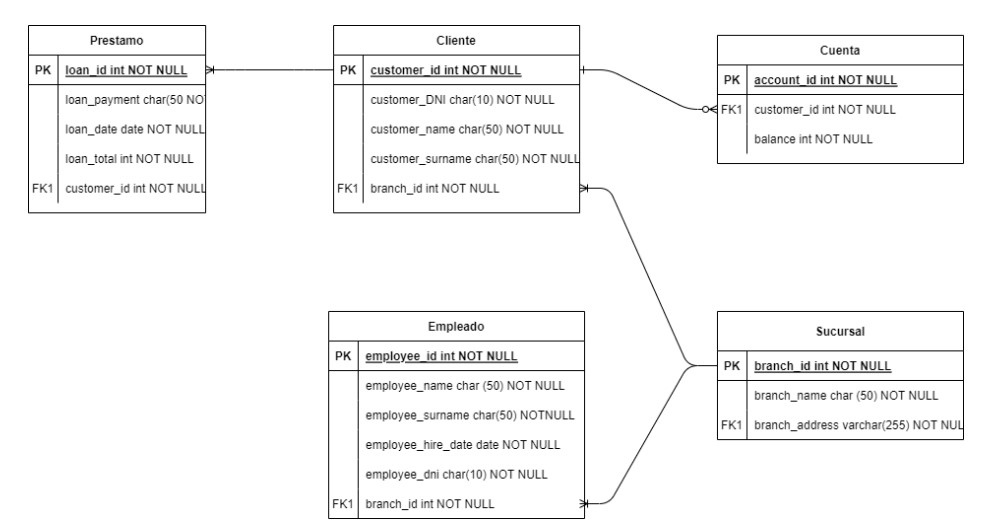 Prestamo
PK loan_id int NOT NULL
loan_payment char(50 NO
loan_date date NOT NULL
loan_total int NOT NULL
FK1 customer_id int NOT NULL
Cliente
PK customer_id int NOT NULL
customer_DNI char(10) NOT NULL
customer_name char(50) NOT NULL
customer_surname char(50) NOT NULL
FK1 branch_id int NOT NULL
Cuenta
PK account_id int NOT NULL
FK1 customer_id int NOT NULL
balance int NOT NULL
Empleado
PK employee_id int NOT NULL
employee_name char (50) NOT NULL
employee_surname char(50) NOTNULL
employee_hire_date date NOT NULL
employee_dni char(10) NOT NULL
FK1 branch_id int NOT NULL
Sucursal
PK branch_id int NOT NULL
branch_name char (50) NOT NULL
FK1 branch_address varchar(255) NOT NUL